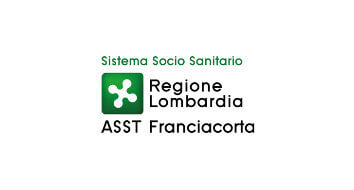 Sistema Socio Sanitario
Regione
Lombardia
ASST Franciacorta